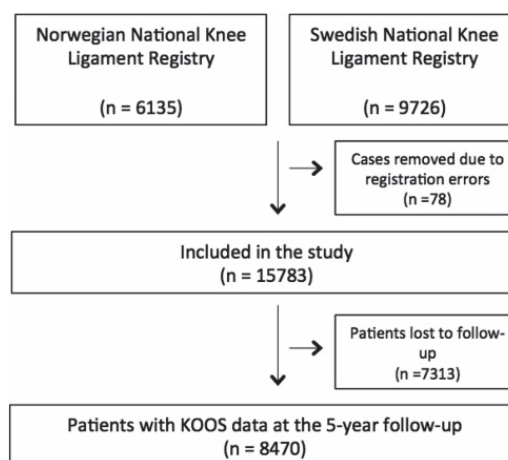 Norwegian National Knee
Ligament Registry
(n = 6135)
Swedish National Knee
Ligament Registry
(n = 9726)
Cases removed due to
registration errors
(n =78)
Included in the study
(n = 15783)
Patients lost to follow-
up
(n =7313)
Patients with KOOS data at the 5-year follow-up
(n = 8470)